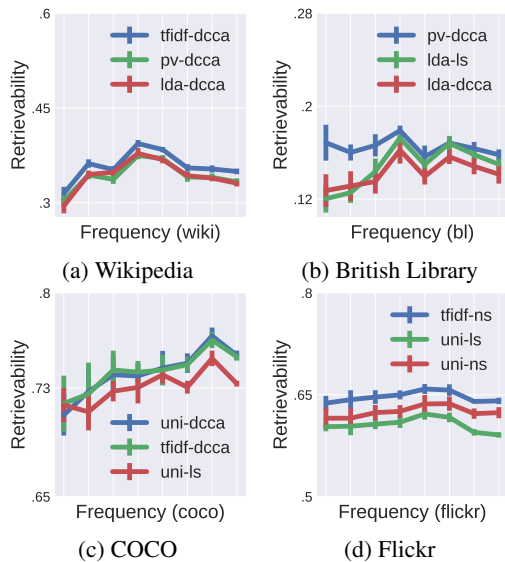 .6
.45
.3
Retrievability
tfidf-dcca
pv-dcca
lda-dcca
Frequency (wiki)
(a) Wikipedia
.28
.2
.12
Retrievability
pv-dcca
lda-ls
lda-dcca
Frequency (bl)
(b) British Library
.8
.73
.65
Retrievability
uni-dcca
tfidf-dcca
uni-ls
Frequency (coco)
(c) COCO
.8
.65
.5
Retrievability
tfidf-ns
uni-ls
uni-ns
Frequency (flickr)
(d) Flickr